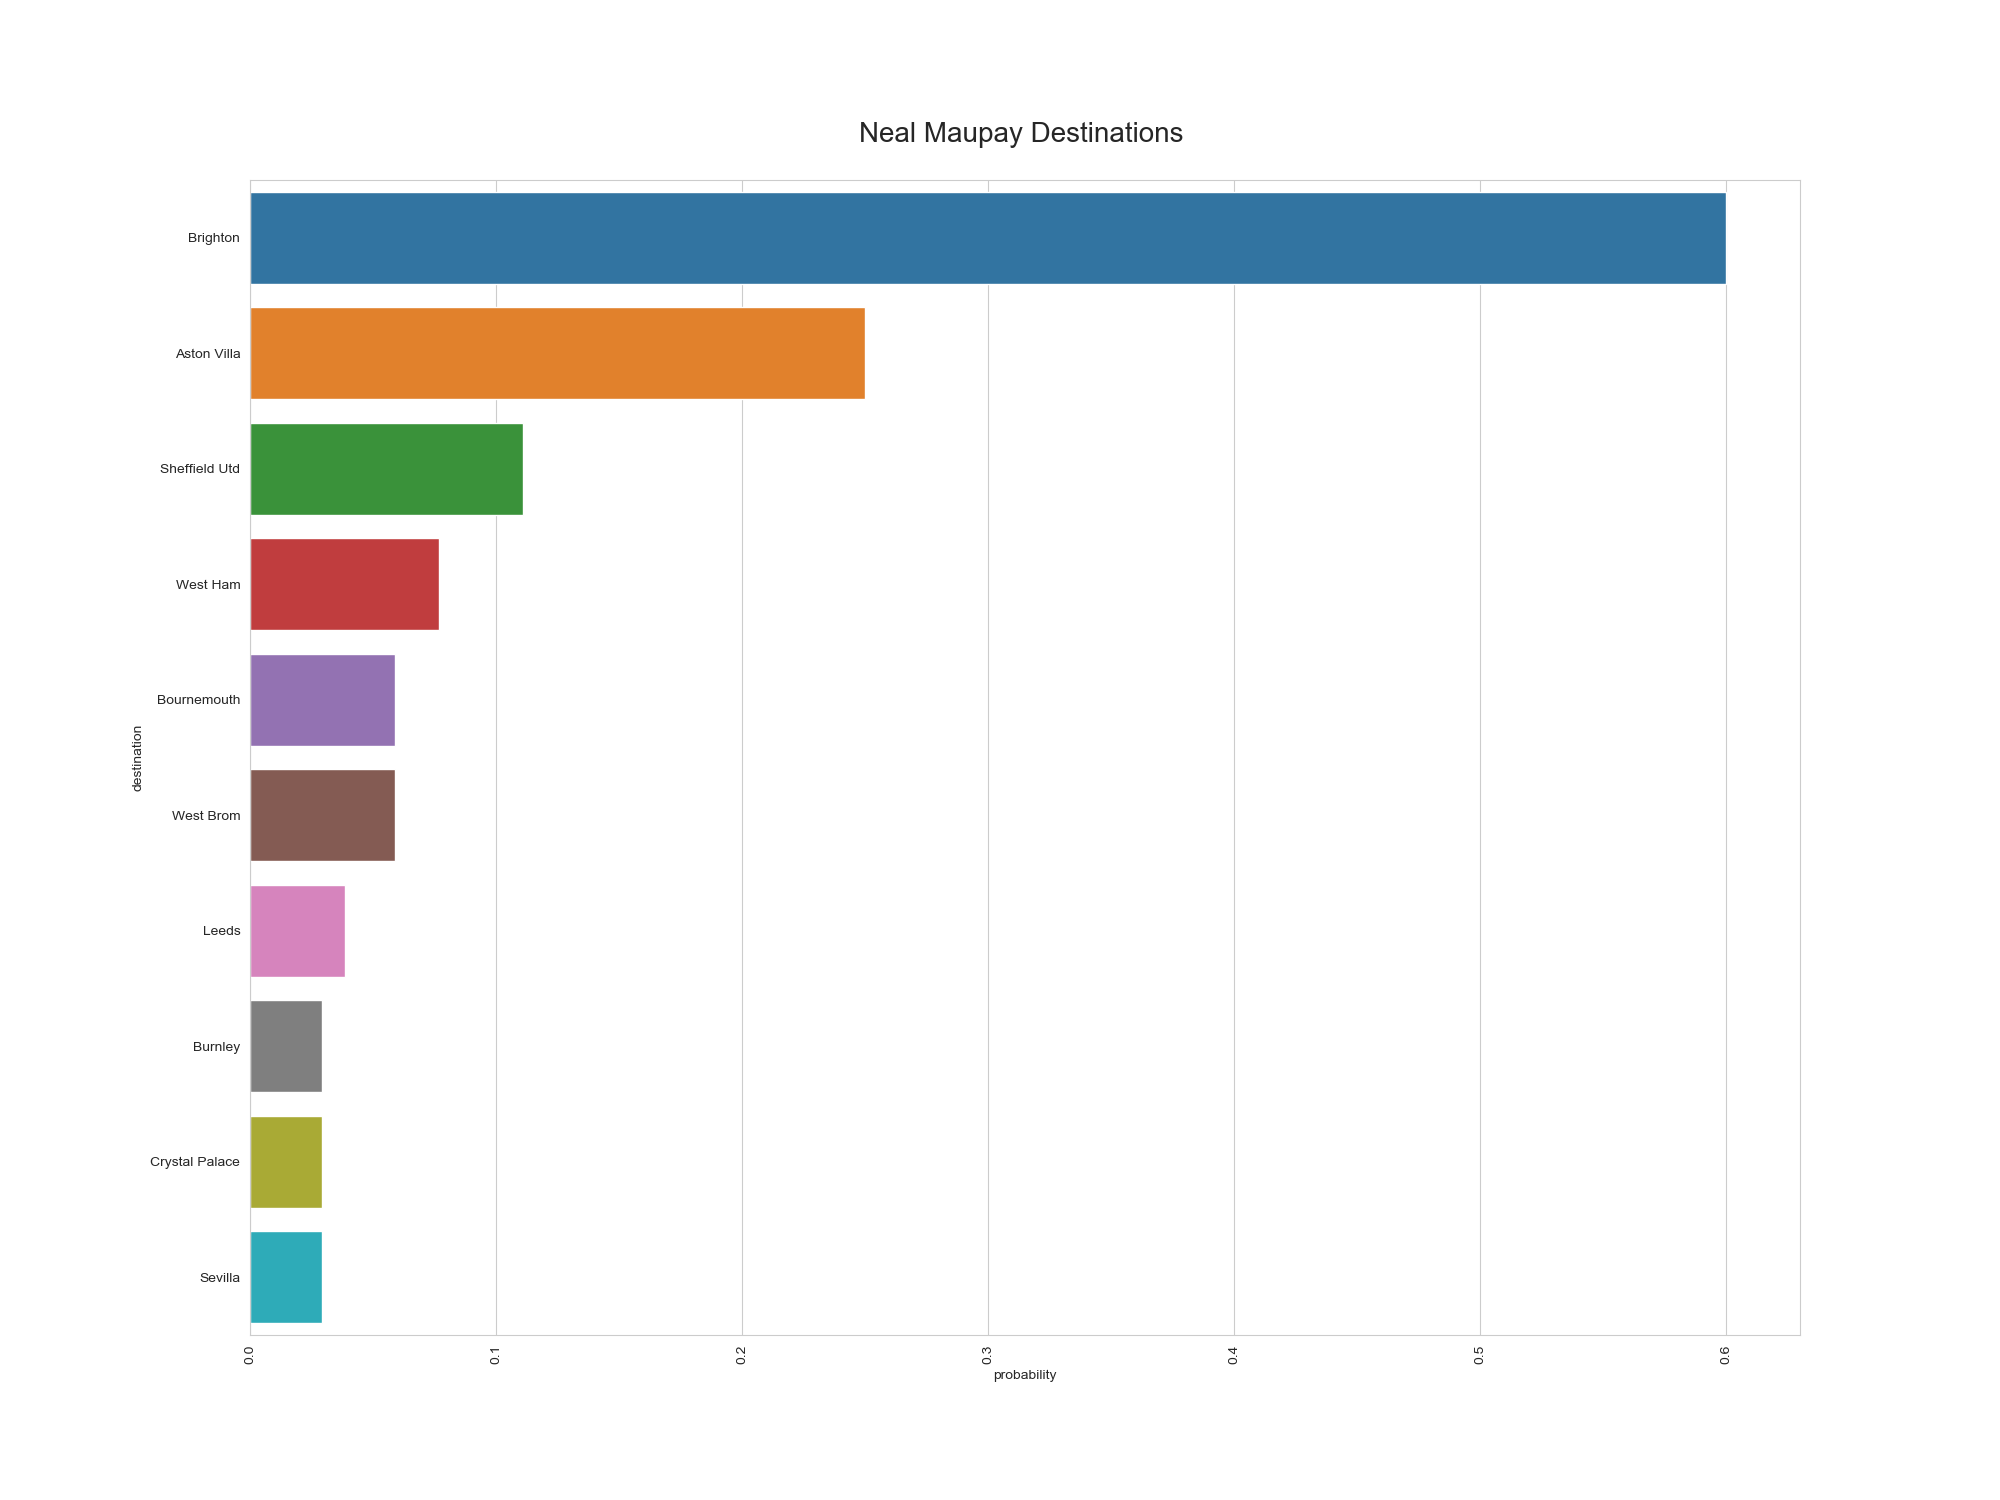 Neal Maupay Destinations
Brighton
Aston Villa
Sheffield Utd
West Ham
Bournemouth
West Brom
Leeds
Burnley
Crystal Palace
Sevilla
destination
0.0 0.1 0.2 0.3 0.4 0.5 0.6
probability